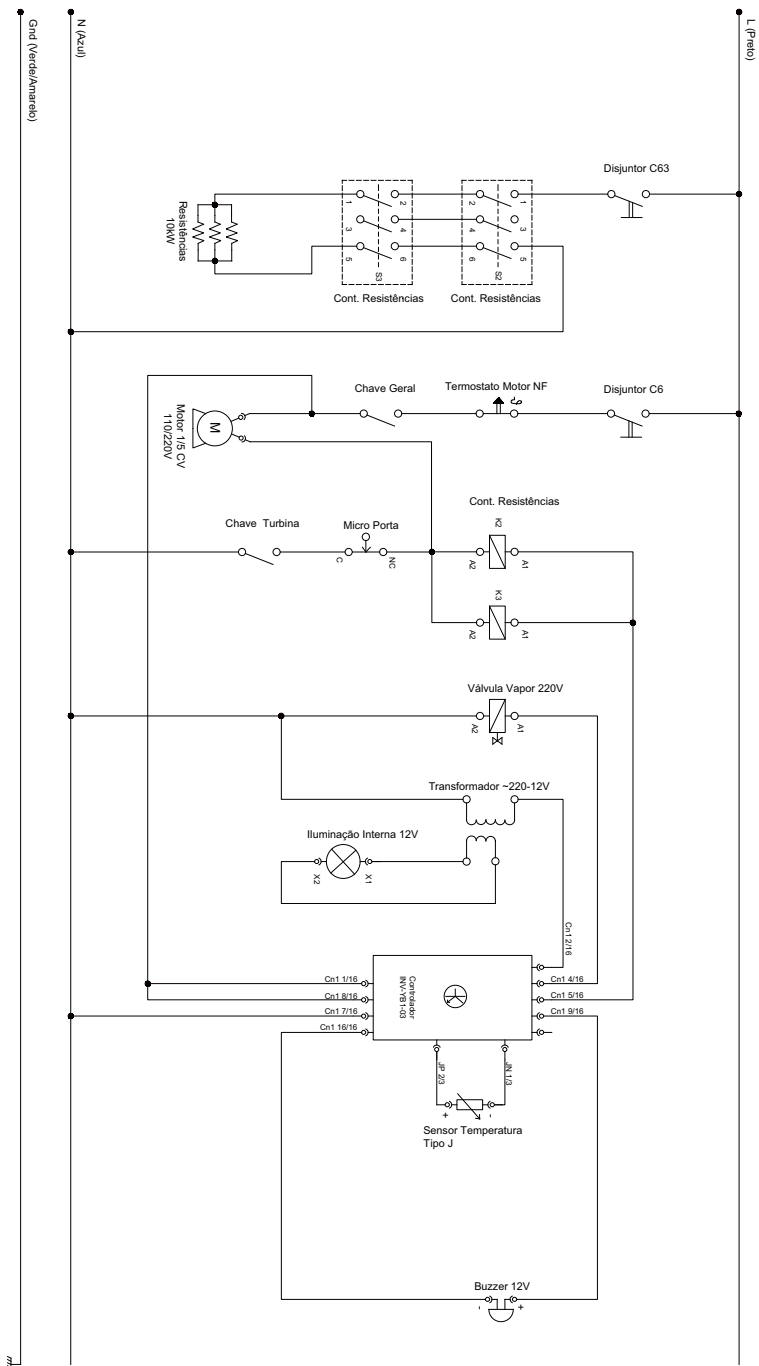 L (Preto)
N (Azul)
Gnd (Verde/Amarelo)
Disjuntor C63
1
2
3
4
5
6
S2
2
1
4
3
6
5
S3
Cont. Resistências
Cont. Resistências
Resistências
10kW
Disjuntor C6
Termostato Motor NF
Chave Geral
M
Motor 1/5 CV
110/220V
Cont. Resistências
K2
A2
A1
K3
A2
A1
Micro Porta
C
NC
Chave Turbina
Válvula Vapor 220V
A2
A1
Transformador ~220-12V
Iluminação Interna 12V
X2
X1
Cn1 2/16
Cn1 1/16
Cn1 8/16
Cn1 7/16
Cn1 16/16
Controlador
INV-YB1-03
Cn1 4/16
Cn1 5/16
Cn1 9/16
JP 2/3
JN 1/3
+
-
Sensor Temperatura
Tipo J
Buzzer 12V
-
+